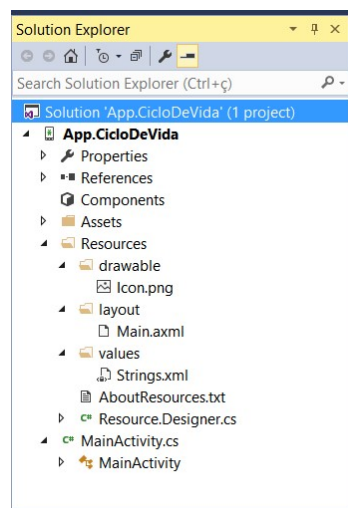 Solution Explorer
Search Solution Explorer (Ctrl+ç)
Solution 'App.CicloDeVida' (1 project)
App.CicloDeVida
Properties
References
Components
Assets
Resources
drawable
Icon.png
layout
Main.axml
values
Strings.xml
AboutResources.txt
C# Resource.Designer.cs
C# MainActivity.cs
MainActivity